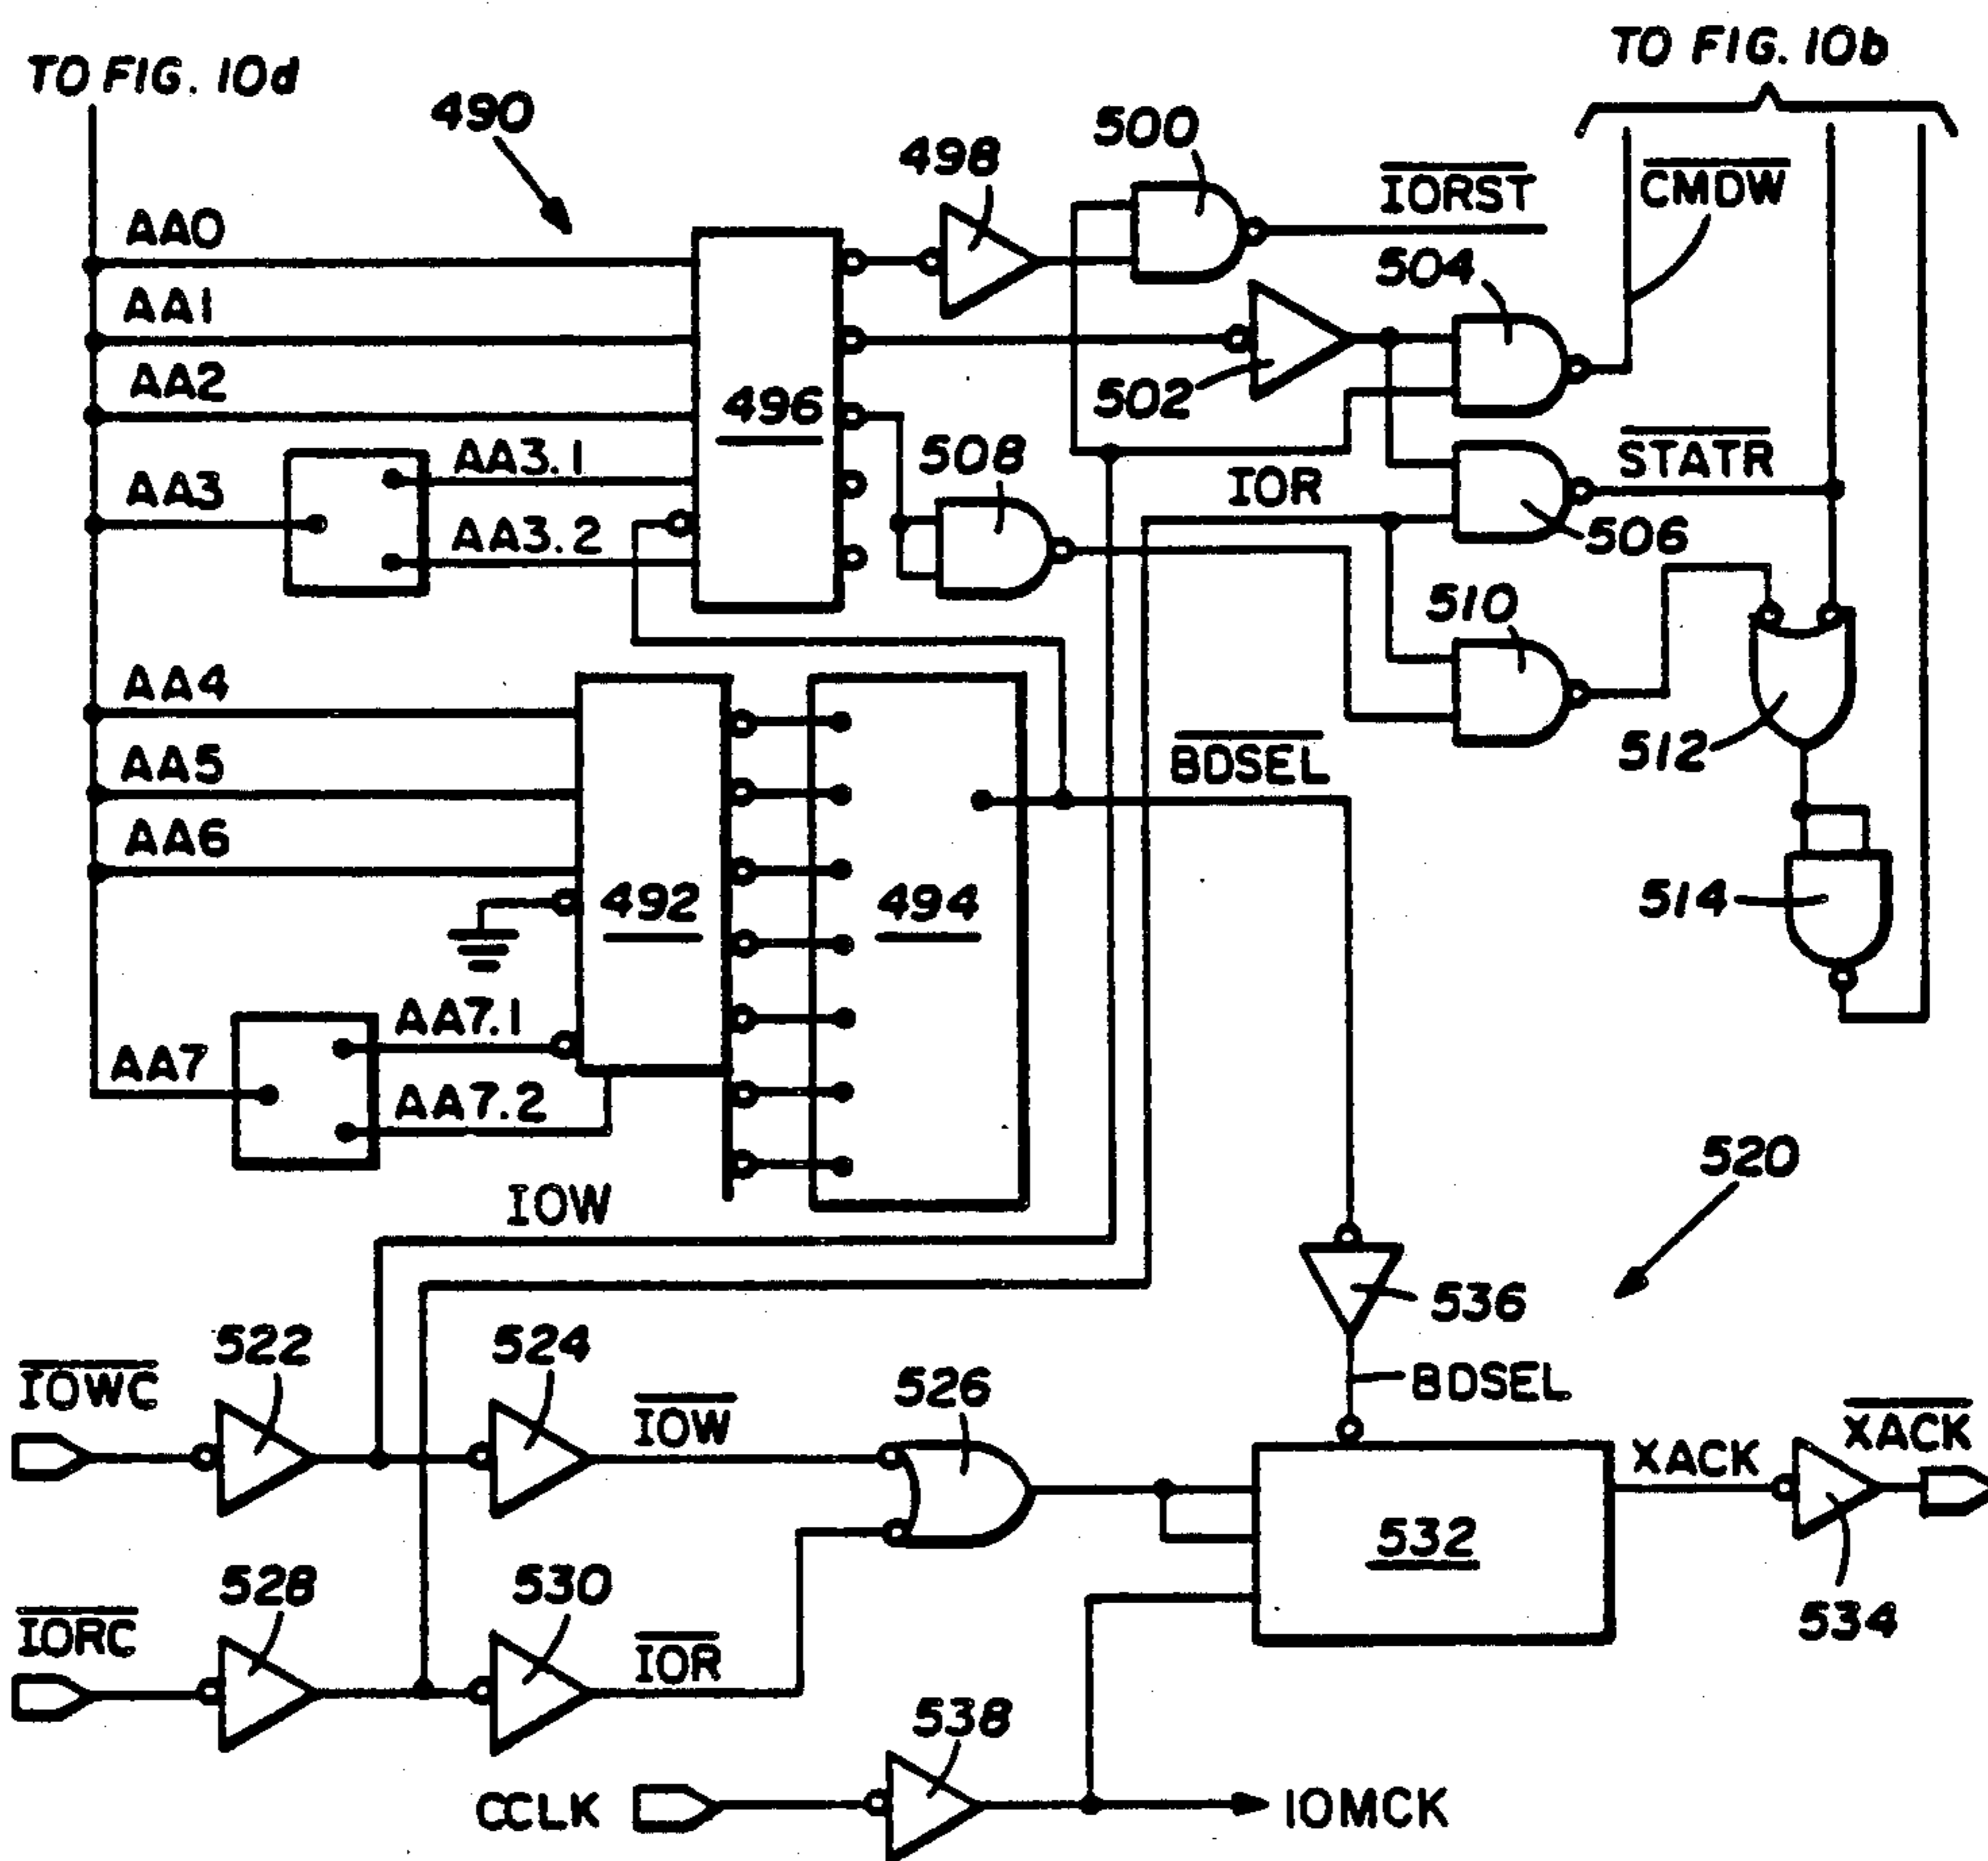 TO FIG. 10d
TO FIG. 10b
490
500
498
IORST
CMDW
AA0
504
AA1
AA2
502
496
AA3.1
508
STATR
AA3
IOR
AA3.2
506
510
AA4
BDSEL
512
AA5
AA6
492
494
514
AA7.1
AA7
AA7.2
520
IOW
536
522
524
BDSEL
IOWC
526
IOW
XACK
XACK
532
528
530
IORC
IOR
534
538
CCLK
IOMCK